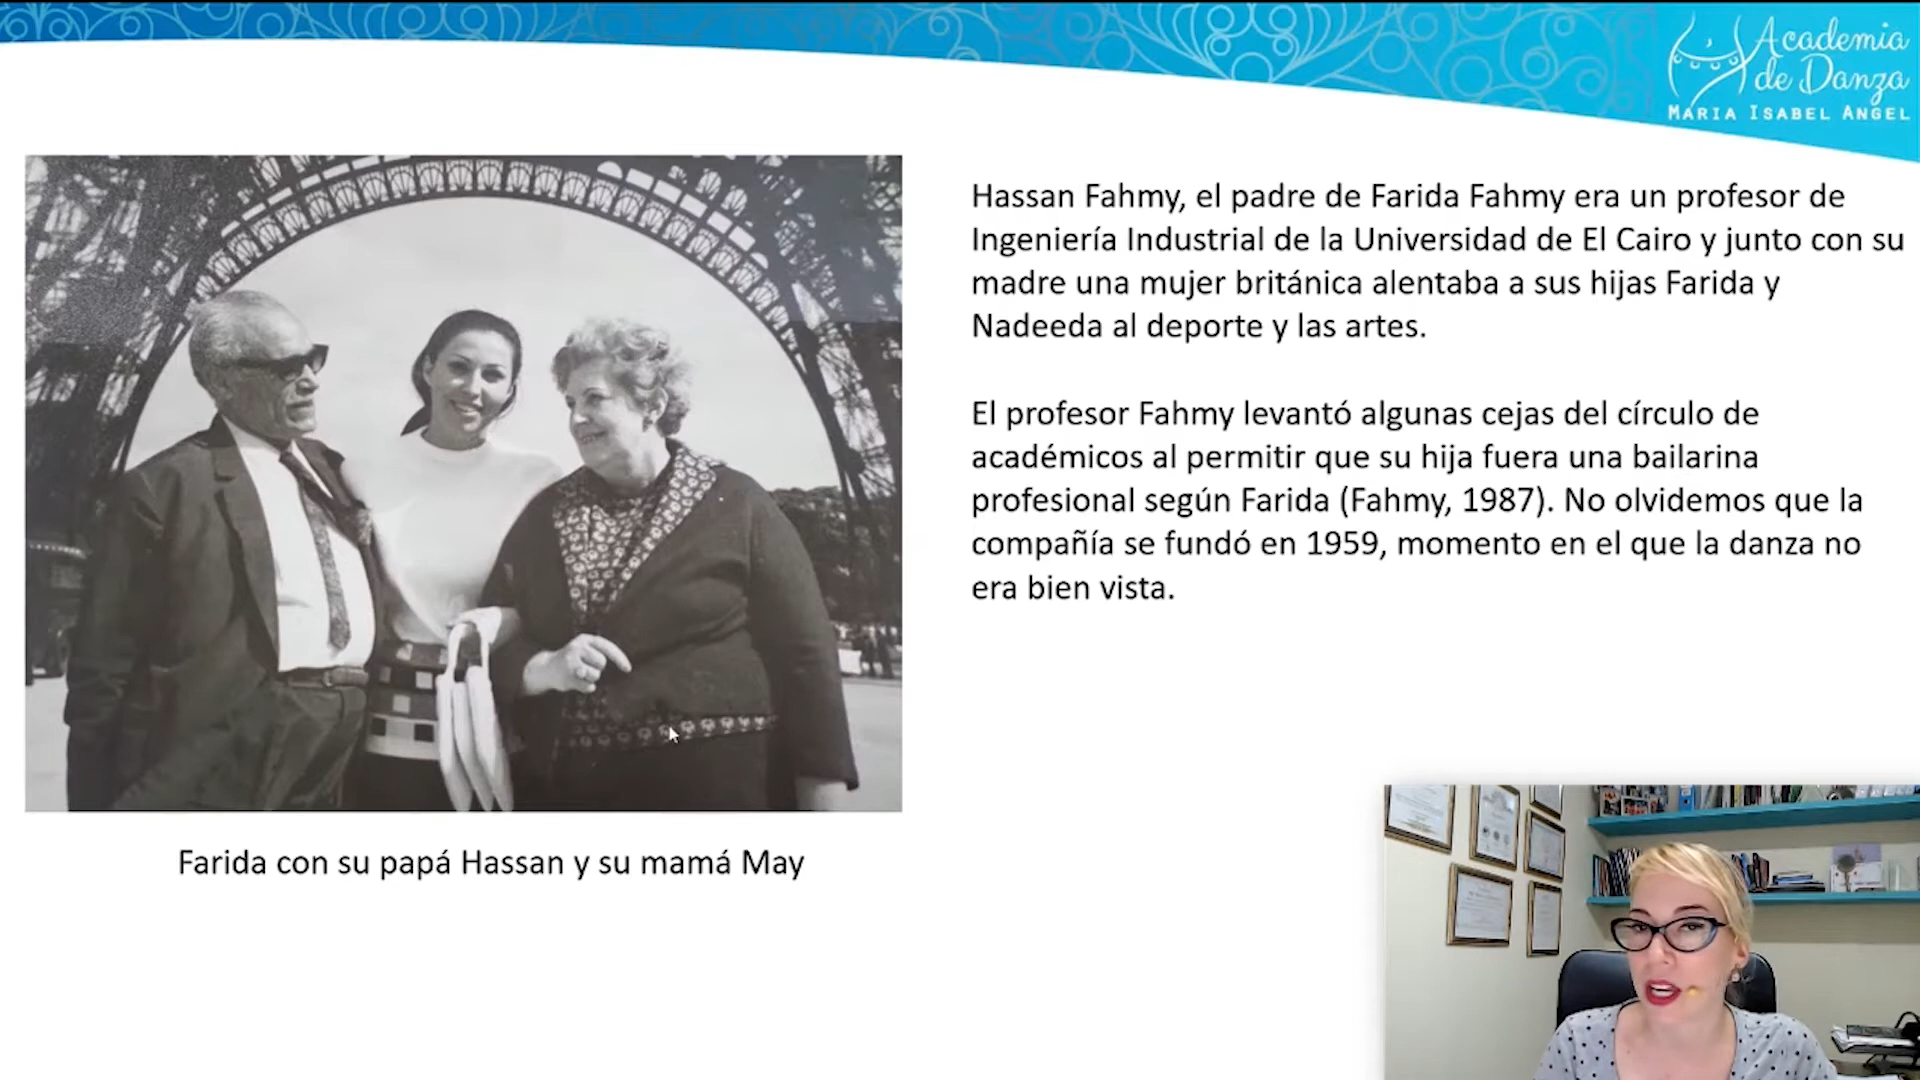 Academia
de Danza
MARIA ISABEL ANGEL
Hassan Fahmy, el padre de Farida Fahmy era un profesor de
Ingeniería Industrial de la Universidad de El Cairo y junto con su
madre una mujer británica alentaba a sus hijas Farida y
Nadeeda al deporte y las artes.
El profesor Fahmy levantó algunas cejas del círculo de
académicos al permitir que su hija fuera una bailarina
profesional según Farida (Fahmy, 1987). No olvidemos que la
compañía se fundó en 1959, momento en el que la danza no
era bien vista.
Farida con su papá Hassan y su mamá May